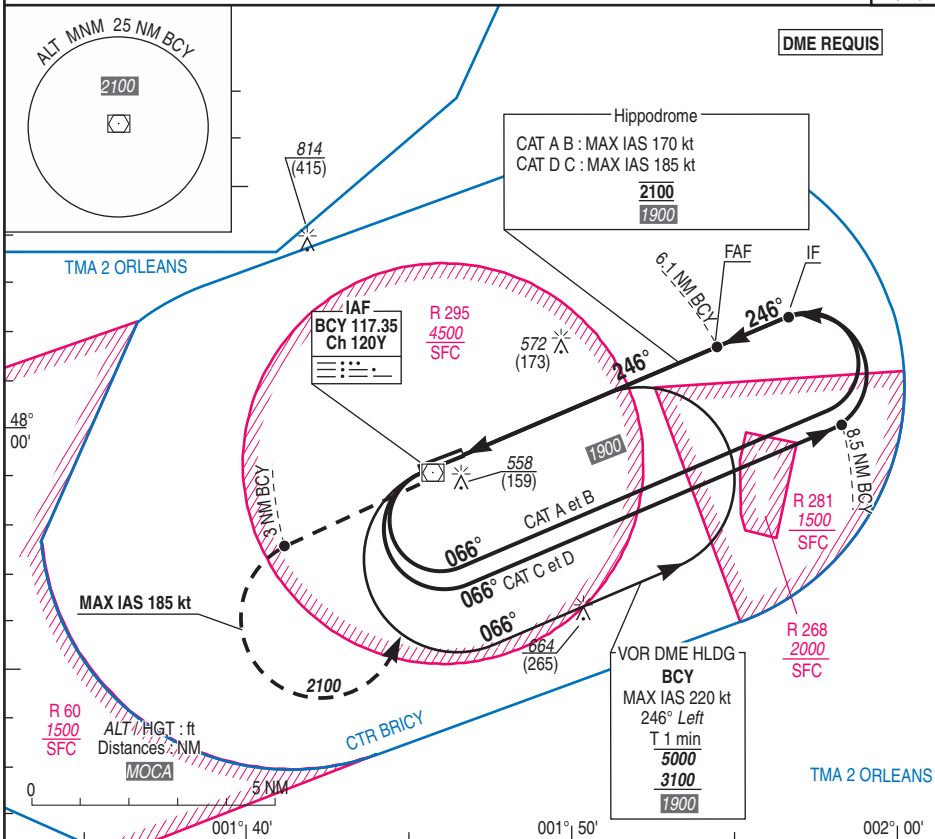 ALT MNM 25 NM BCY
2100
DME REQUIS
814
(415)
Hippodrome
CAT A B : MAX IAS 170 kt
CAT D C : MAX IAS 185 kt
2100
1900
TMA 2 ORLEANS
FAF
IF
6.1 NM BCY
246°
IAF
BCY 117.35
Ch 120Y
R 295
4500
SFC
572
(173)
246°
48°
00'
1900
558
(159)
3 NM BCY
8.5 NM BCY
CAT A et B
066°
R 281
1500
SFC
066° CAT C et D
066°
MAX IAS 185 kt
664
(265)
R 268
2000
SFC
2100
VOR DME HLDG
BCY
MAX IAS 220 kt
246° Left
T 1 min
5000
3100
1900
R 60
1500
SFC
ALT / HGT : ft
Distances : NM
MOCA
CTR BRICY
TMA 2 ORLEANS
0
5 NM
001° 40'
001° 50'
002° 00'